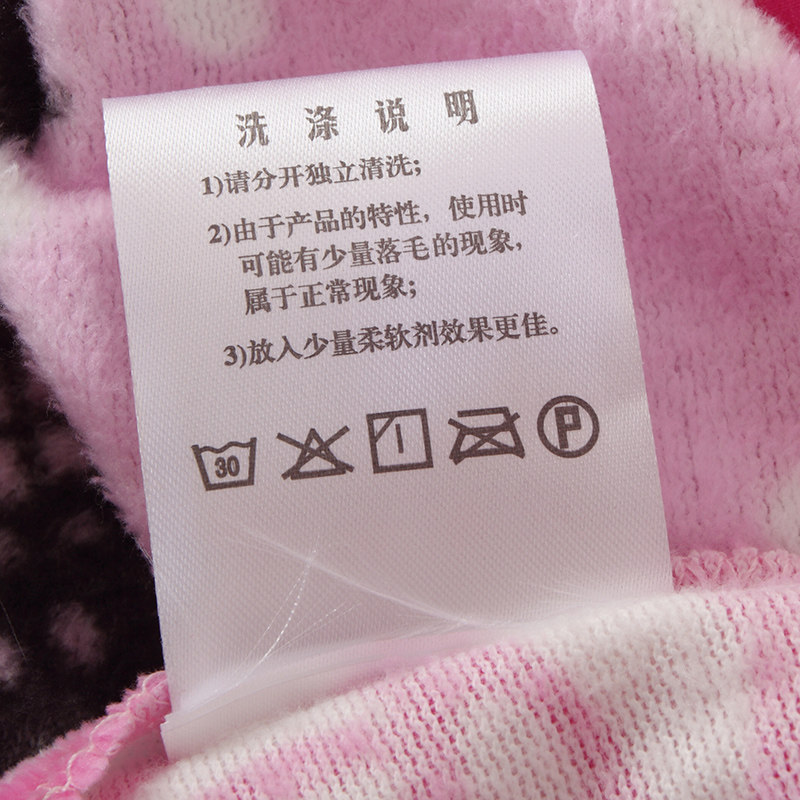 洗涤说明
1)请分开独立清洗;
2)由于产品的特性，使用时
可能有少量落毛的现象，
属于正常现象;
3)放入少量柔软剂效果更佳。
30 P